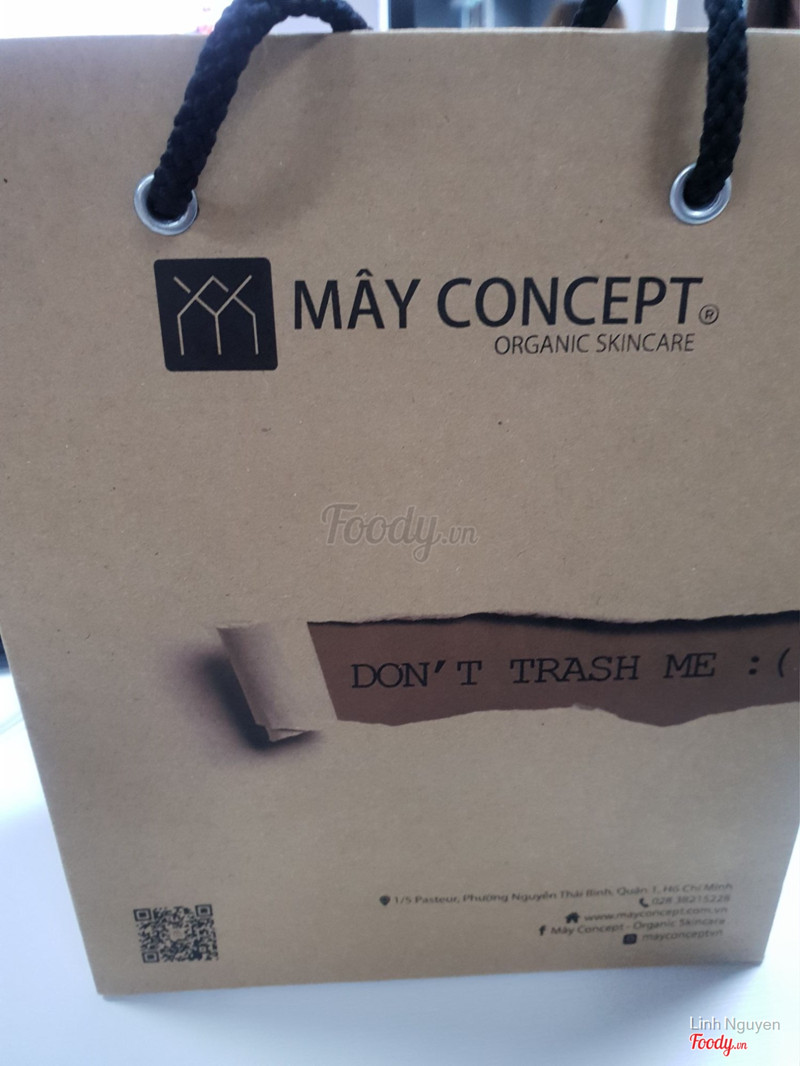 MÂY CONCEPT®
ORGANIC SKINCARE
Foody.vn
DON'T TRASH ME :(
1/5 Pasteur, Phường Nguyễn Thái Bình, Quận 1, Hồ Chí Minh
028 38215228
www.mayconcept.com.vn
Mây Concept - Organic Skincare
mayconceptvn
Linh Nguyen
Foody.vn